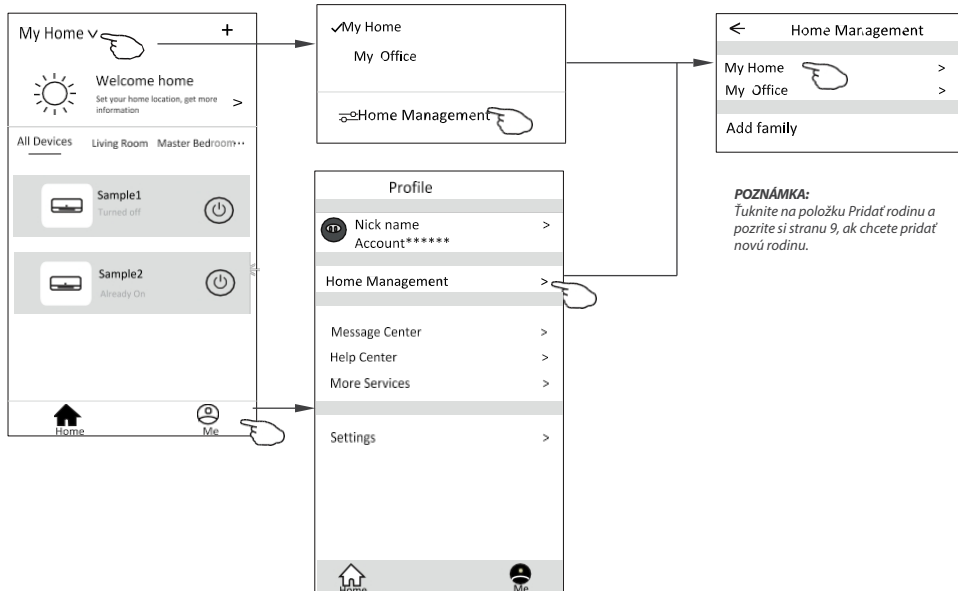 My Home ˅
+
Welcome home
Set your home location, get more
information
>
All Devices Living Room Master Bedroom···
Sample1
Turned off
Sample2
Already On
Home
Me
✓My Home
My Office
Home Management
Profile
Nick name >
Account******
Home Management >
Message Center >
Help Center >
More Services >
Settings >
Home
Me
← Home Management
My Home >
My Office >
Add family
POZNÁMKA:
Ťuknite na položku Pridať rodinu a
pozrite si stranu 9, ak chcete pridať
novú rodinu.